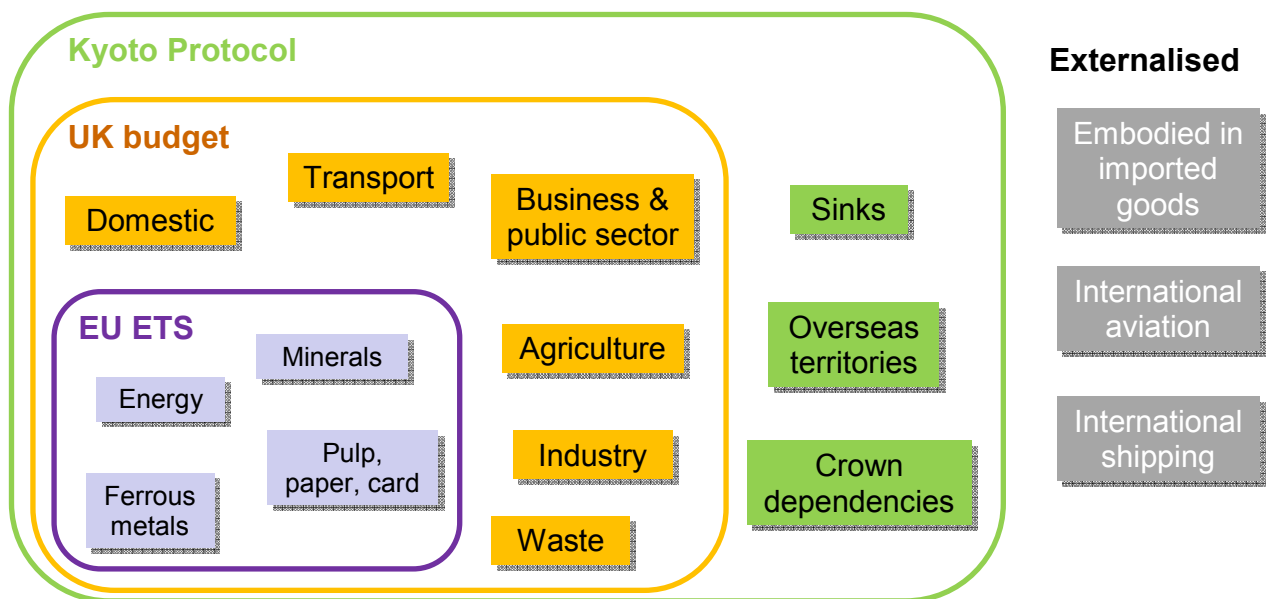 Kyoto Protocol
UK budget
Domestic
Transport
Business &
public sector
Agriculture
Industry
Waste
EU ETS
Minerals
Energy
Pulp,
paper, card
Ferrous
metals
Sinks
Overseas
territories
Crown
dependencies
Externalised
Embodied in
imported
goods
International
aviation
International
shipping